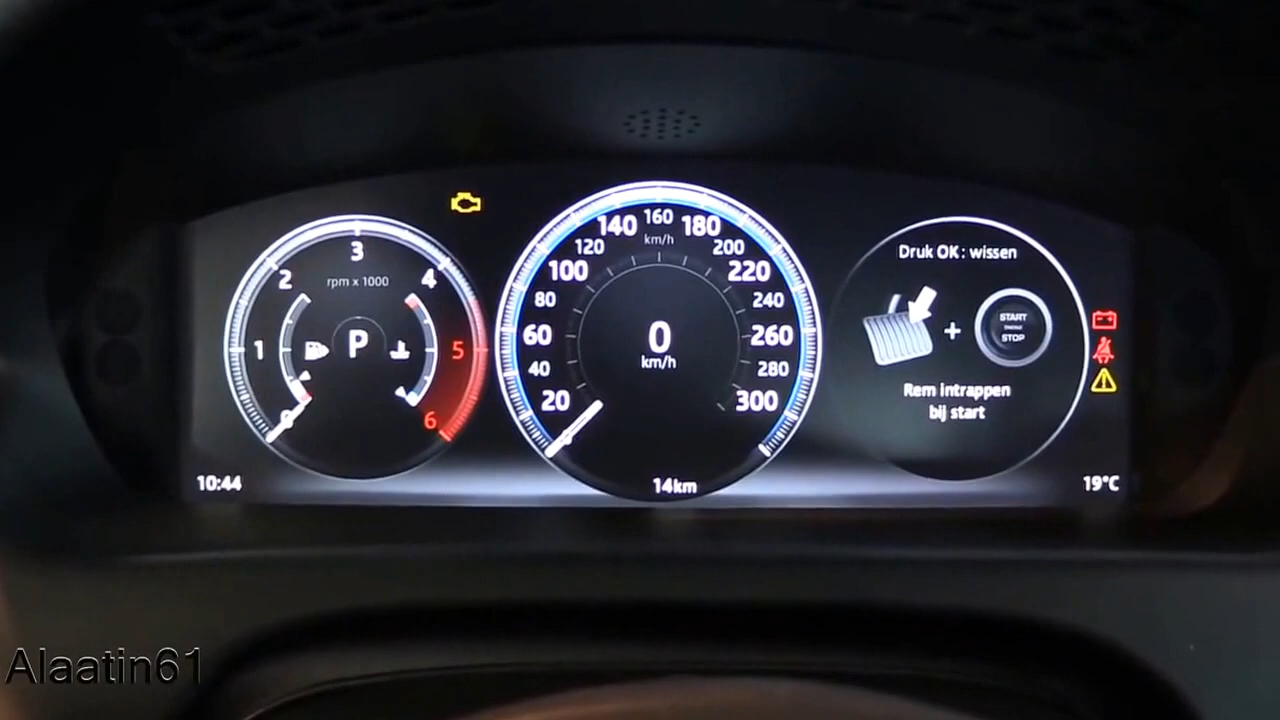 3
2
4
rpm x 1000
1
P
5
0
6
10:44
160
140
180
km/h
120
200
100
220
80
240
60
0
260
km/h
40
280
20
300
14km
Druk OK: wissen
START
STOP
+
Rem intrappen
bij start
19°C
Alaatin61